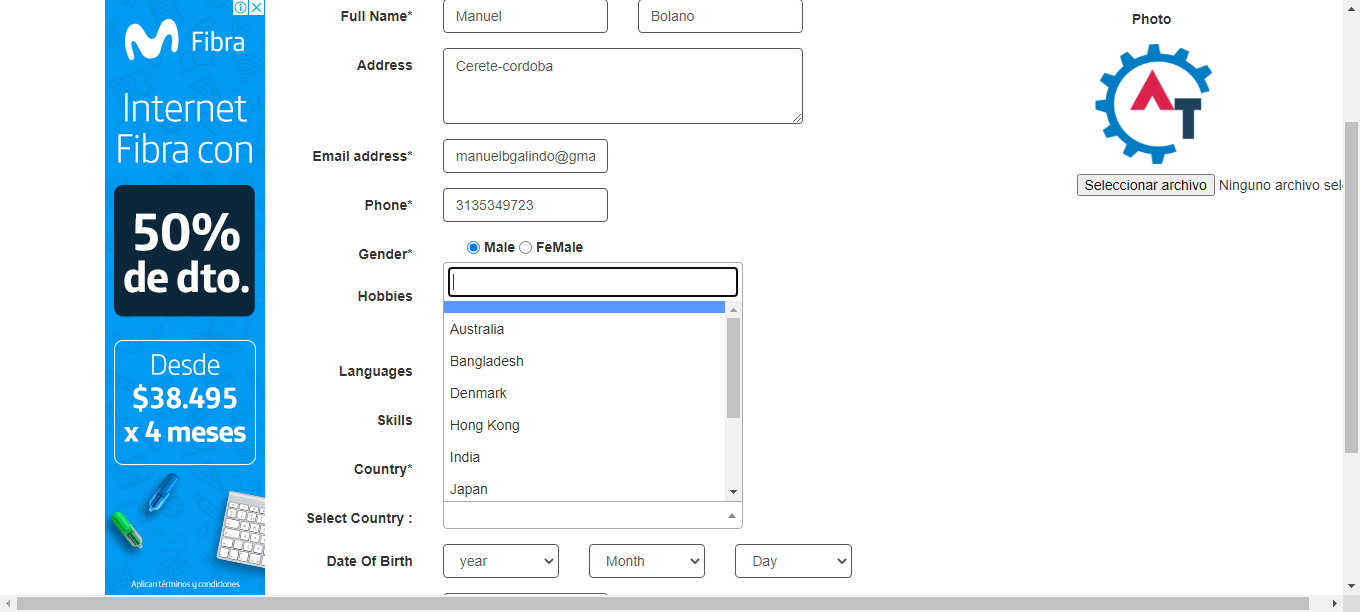 Fibra
Internet
Fibra con
50%
de dto.
Desde
$38.495
x 4 meses
Aplican términos y condiciones
Full Name* Manuel Bolano
Address Cerete-cordoba
Email address* manuelbgalindo@gma
Phone* 3135349723
Gender* Male FeMale
Hobbies
Australia
Bangladesh
Languages
Denmark
Skills
Hong Kong
India
Country*
Japan
Select Country :
Date Of Birth year Month Day
Photo
AT
Seleccionar archivo Ninguno archivo sel